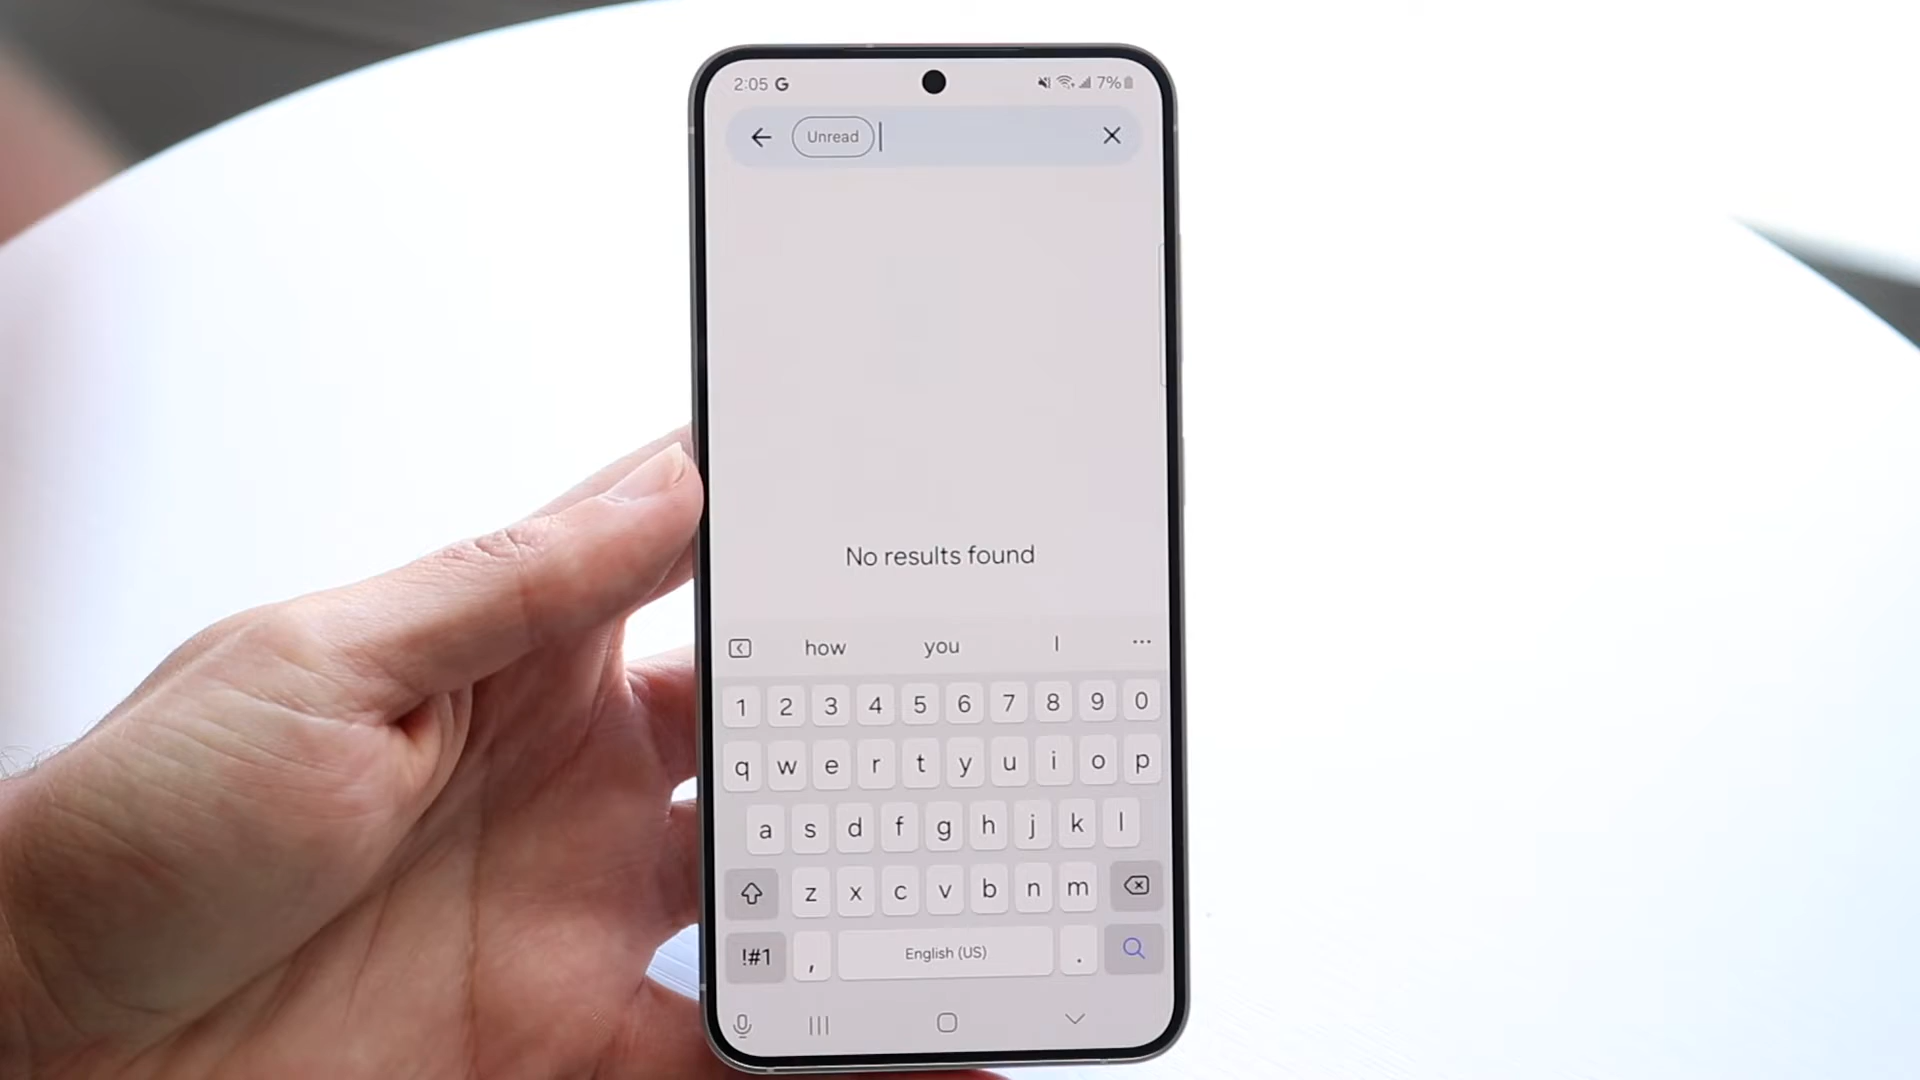 2:05 G 7%
Unread
No results found
how you I
1 2 3 4 5 6 7 8 9 0
q w e r t y u i o p
a s d f g h j k l
z x c v b n m
!#1 , English (US) .